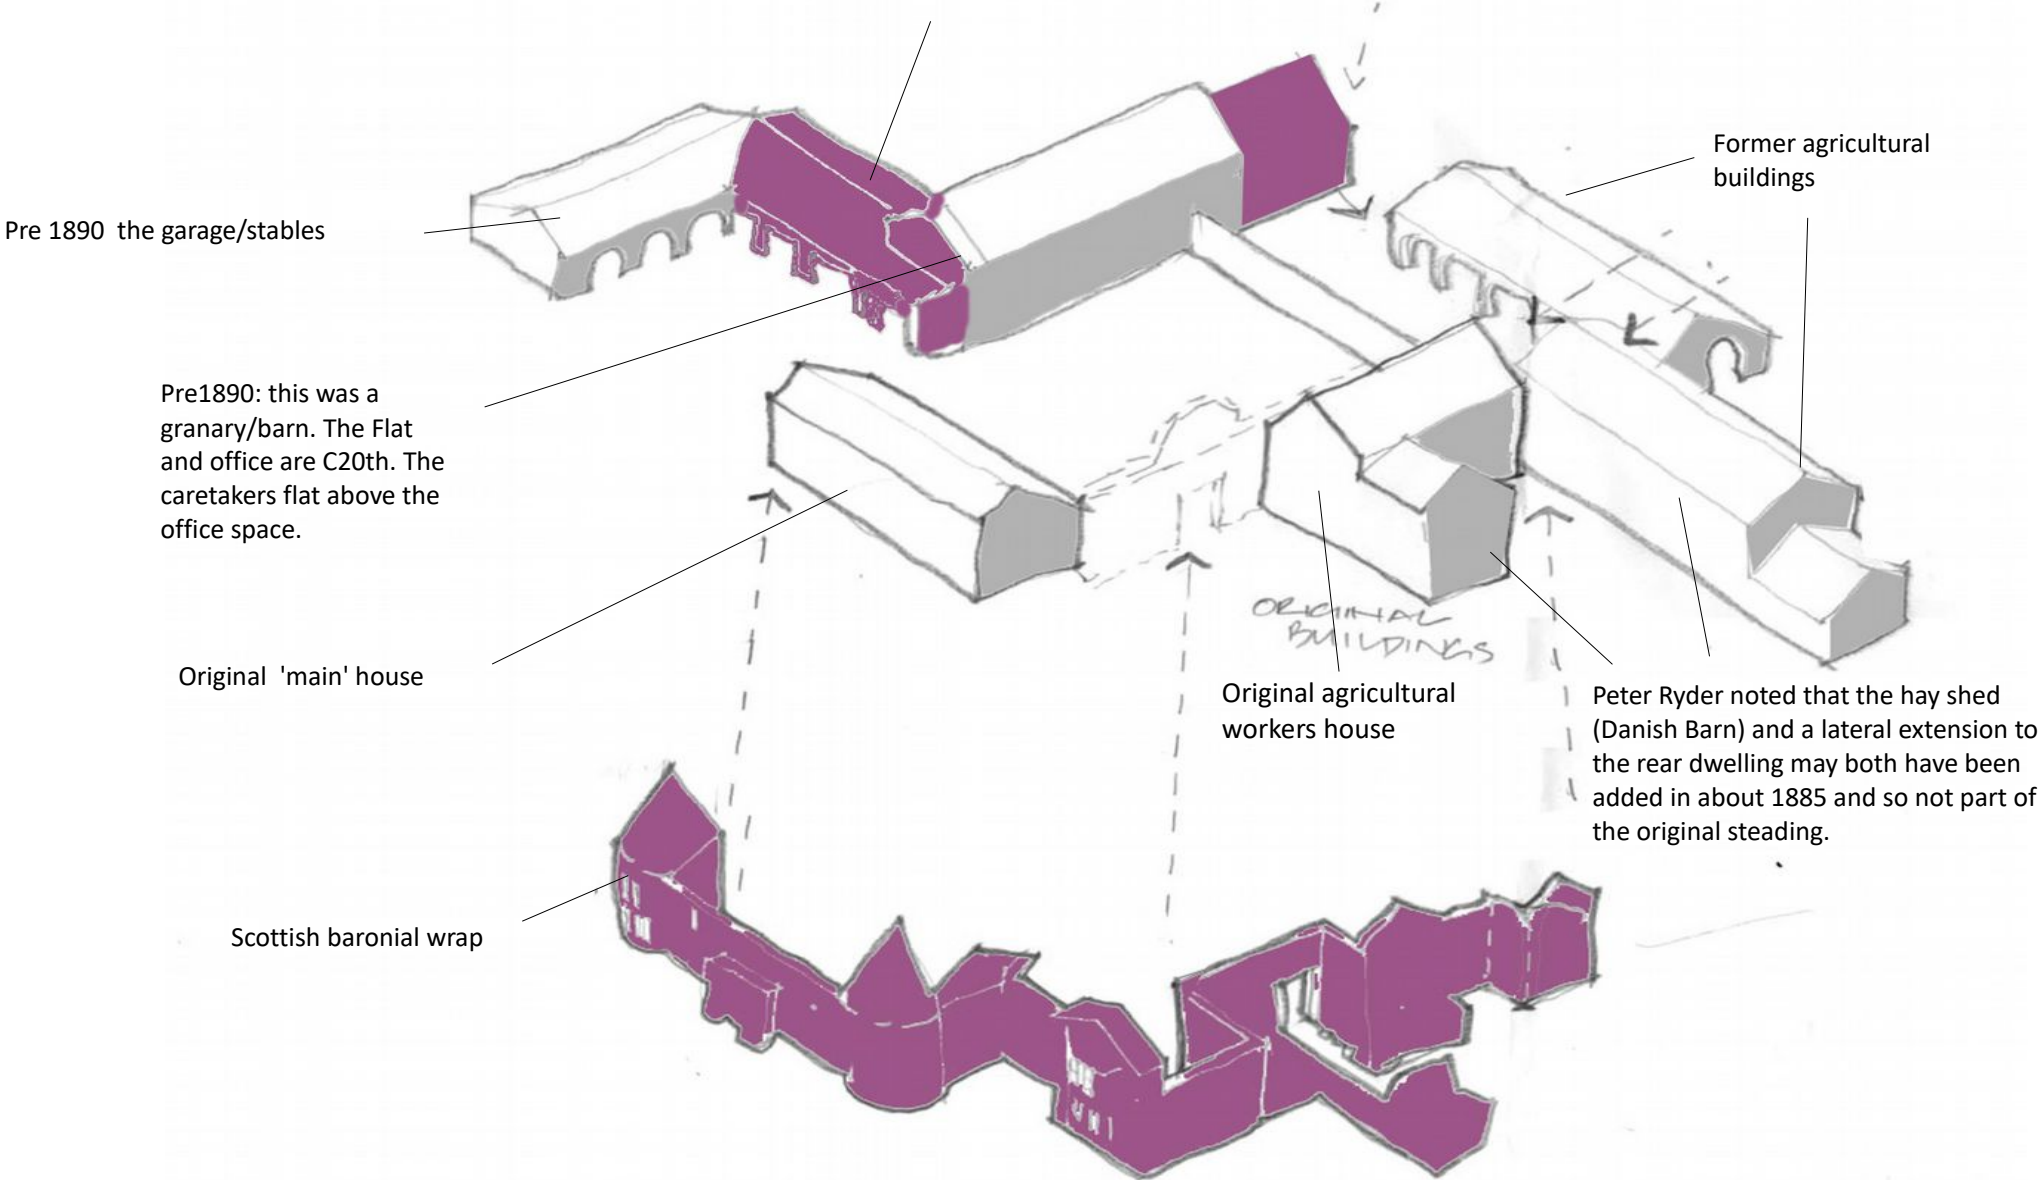 Former agricultural
buildings
Pre 1890  the garage/stables
Pre1890: this was a
granary/barn. The Flat
and office are C20th. The
caretakers flat above the
office space.
ORIGINAL
BUILDINGS
Original  'main' house
Original agricultural
workers house
Peter Ryder noted that the hay shed
(Danish Barn) and a lateral extension to
the rear dwelling may both have been
added in about 1885 and so not part of
the original steading.
Scottish baronial wrap